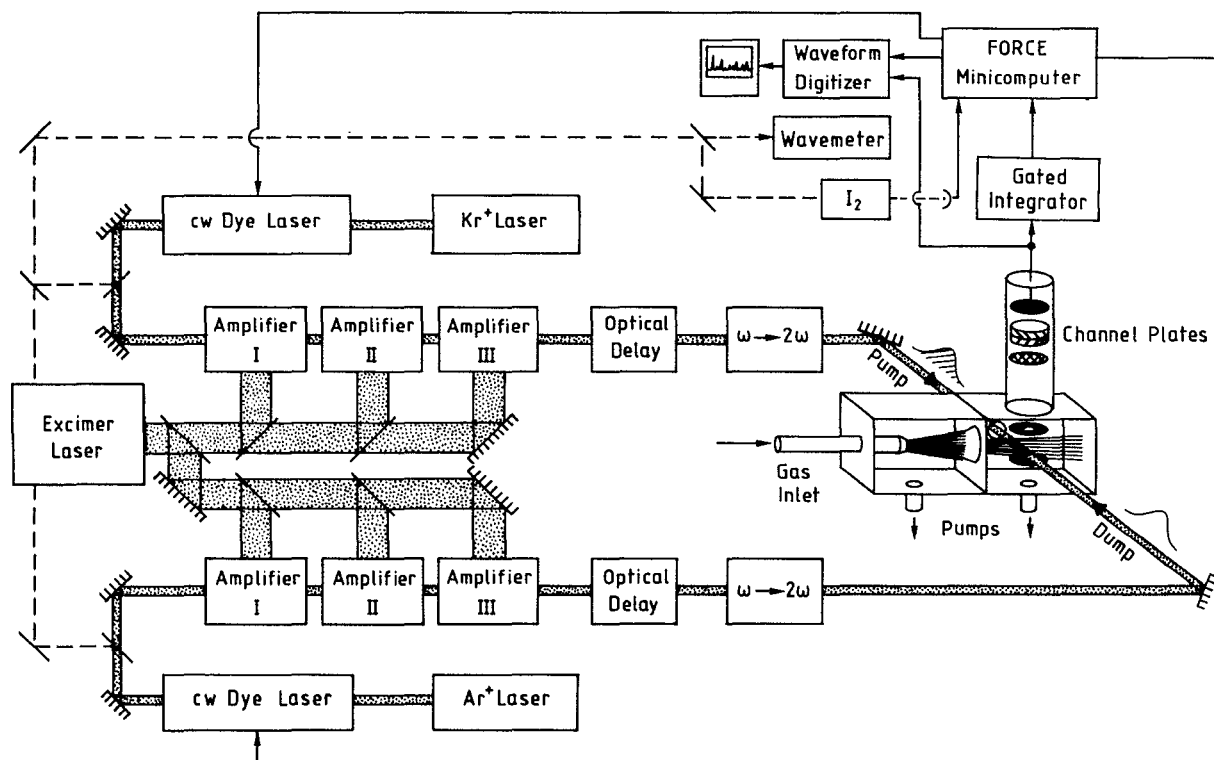 FORCE
Minicomputer
Waveform
Digitizer
Wavemeter
I₂
Gated
Integrator
cw Dye Laser
Kr⁺ Laser
Amplifier
I
Amplifier
II
Amplifier
III
Optical
Delay
ω → 2ω
Channel Plates
Pump
Excimer
Laser
Gas
Inlet
Pumps
Dump
Amplifier
I
Amplifier
II
Amplifier
III
Optical
Delay
ω → 2ω
cw Dye Laser
Ar⁺ Laser